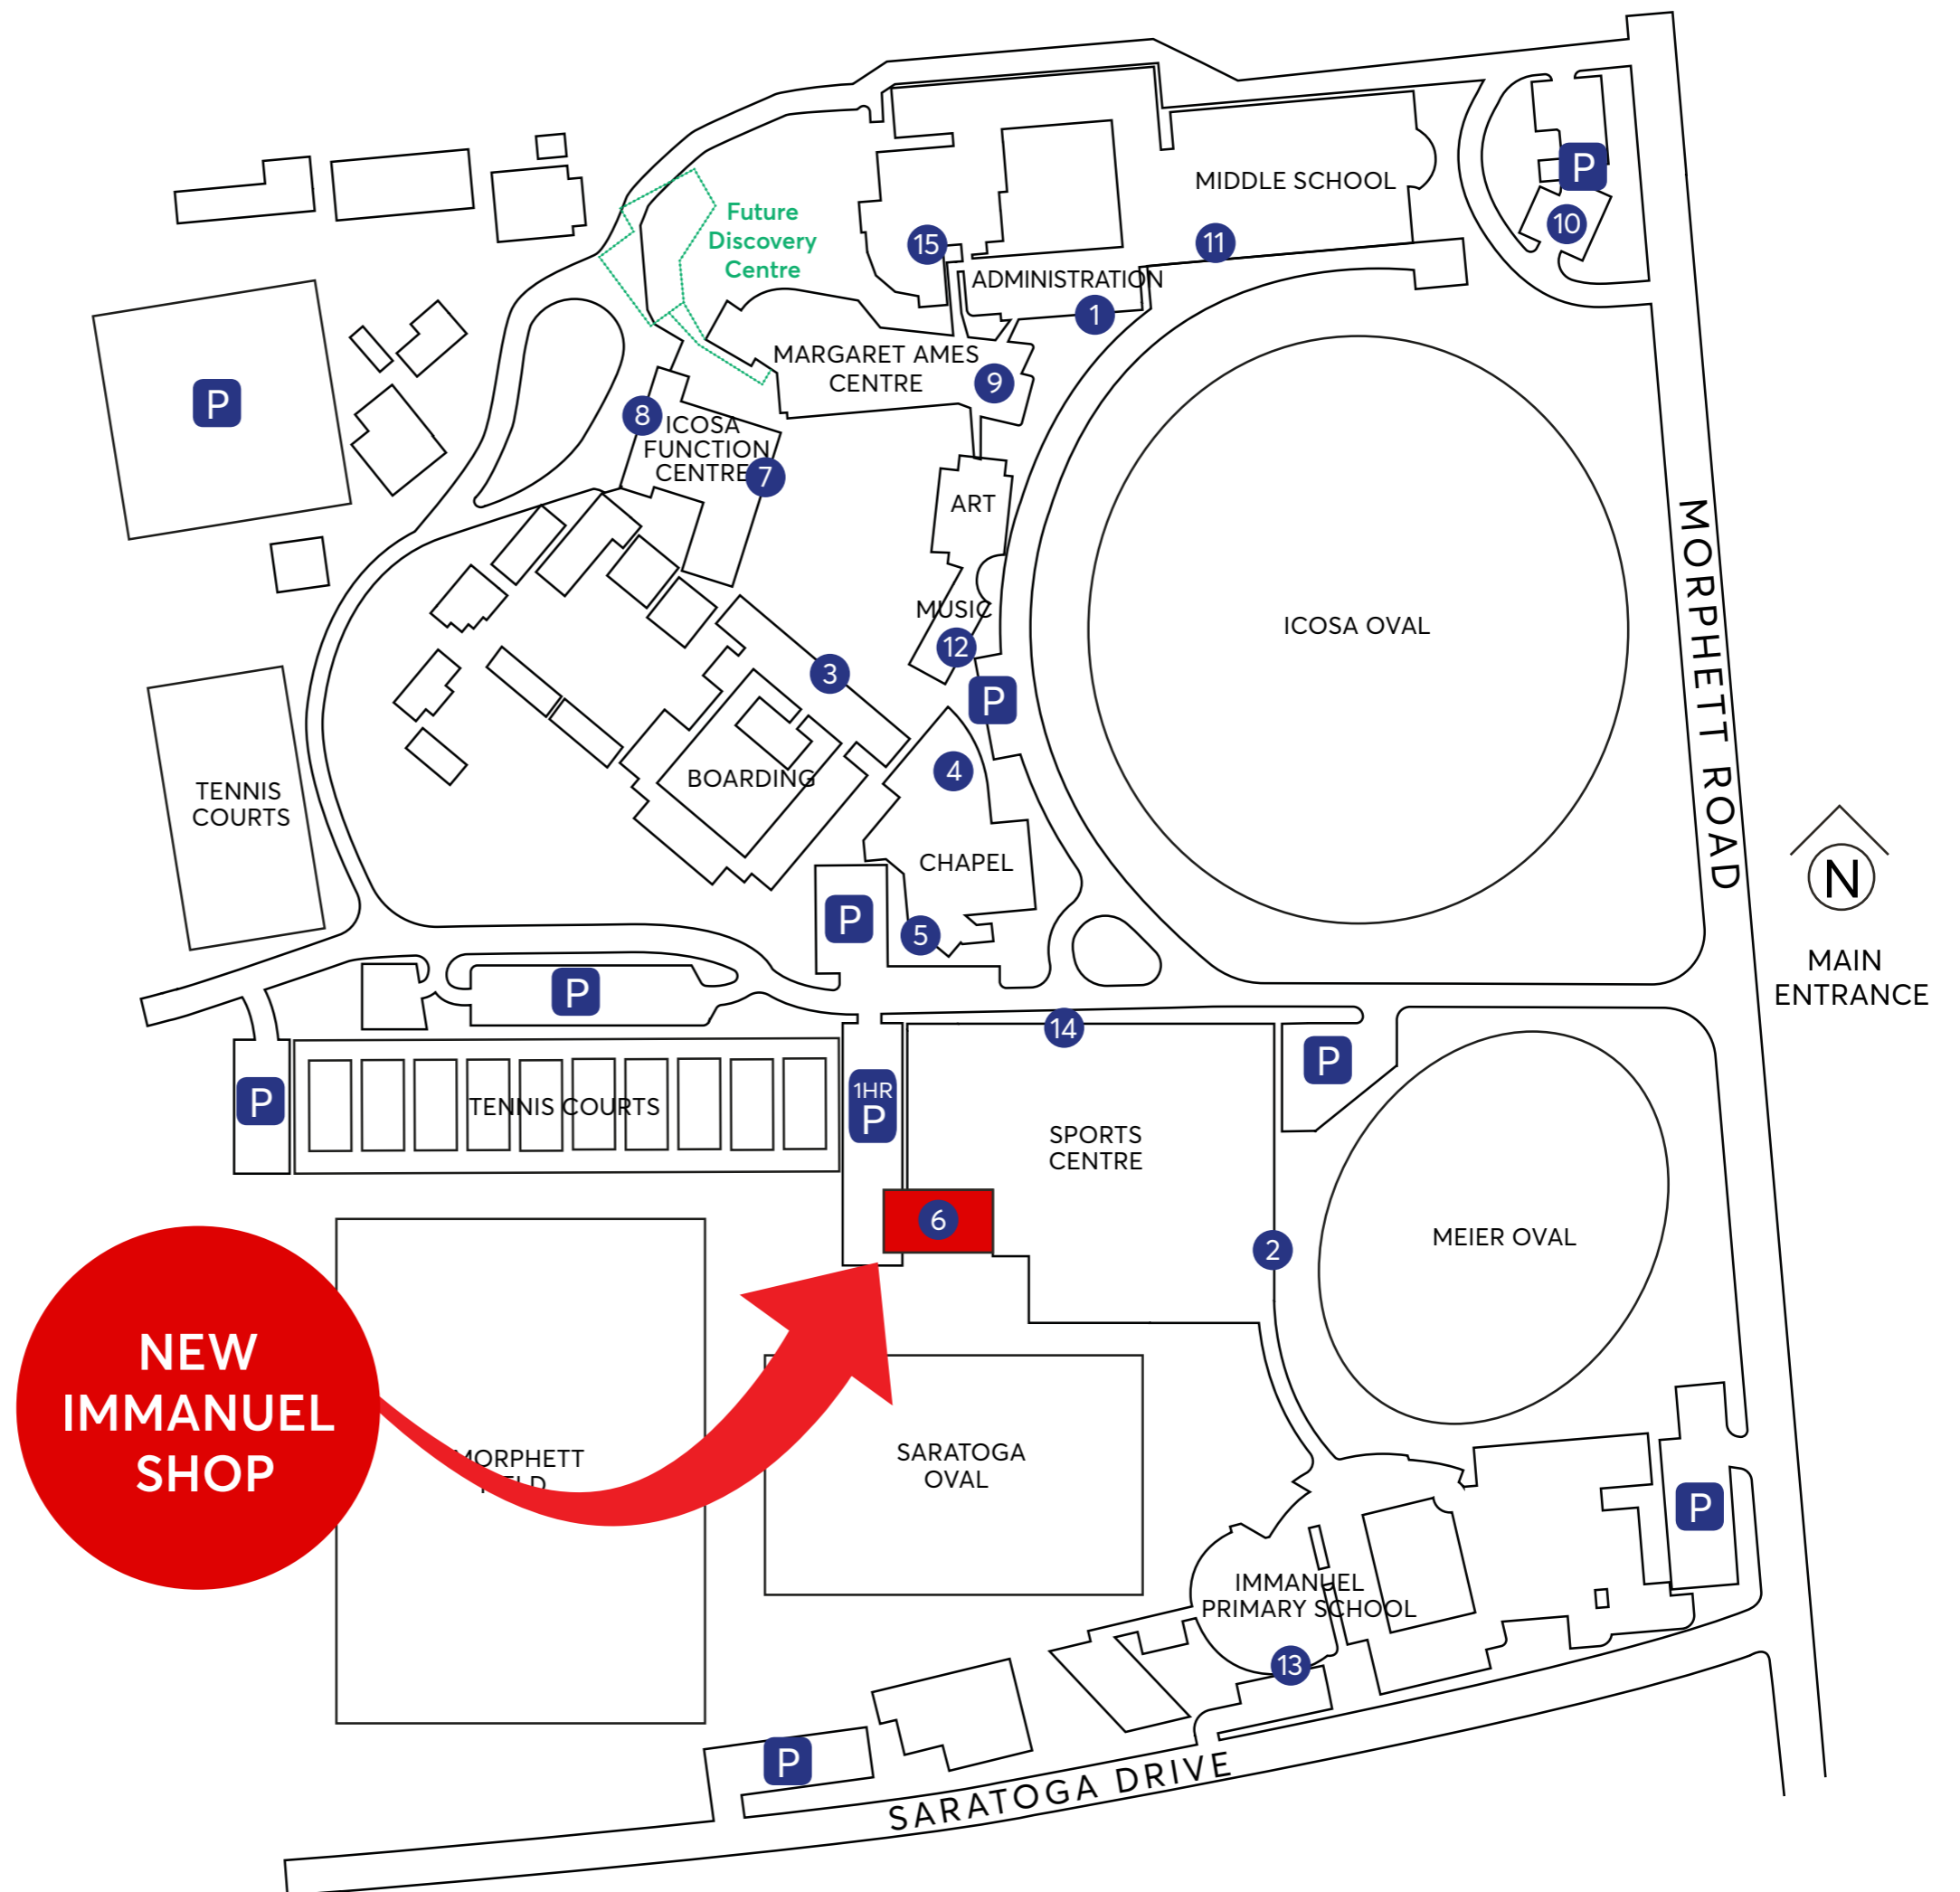 P
MIDDLE SCHOOL
10
Future
Discovery
Centre
15
11
ADMINISTRATION
1
MARGARET AMES
CENTRE
9
P
8
ICOSA
FUNCTION
CENTRE
7
ART
MORPHETT ROAD
MUSIC
ICOSA OVAL
12
3
P
4
BOARDING
TENNIS
COURTS
CHAPEL
N
P
5
MAIN
ENTRANCE
P
14
P
P
TENNIS COURTS
1HR
P
SPORTS
CENTRE
6
2
MEIER OVAL
NEW
IMMANUEL
SHOP
MORPHETT
SARATOGA
OVAL
P
IMMANUEL
PRIMARY SCHOOL
13
P
SARATOGA DRIVE